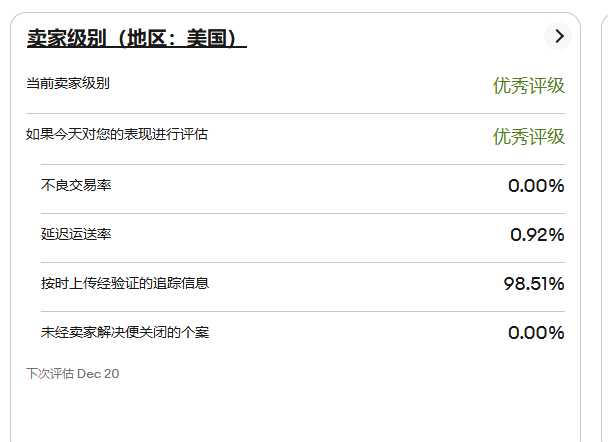 卖家级别（地区：美国）
当前卖家级别 优秀评级
如果今天对您的表现进行评估 优秀评级
不良交易率 0.00%
延迟运送率 0.92%
按时上传经验证的追踪信息 98.51%
未经卖家解决便关闭的个案 0.00%
下次评估 Dec 20